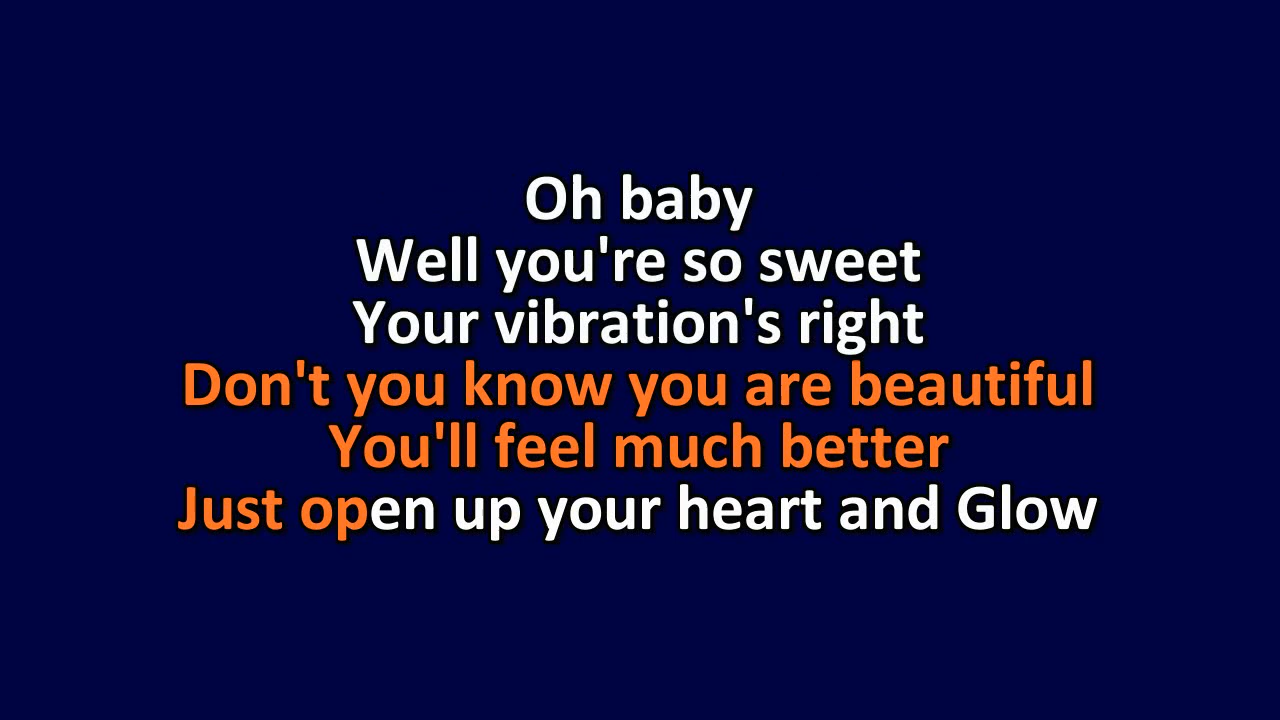 Oh baby
Well you're so sweet
Your vibration's right
Don't you know you are beautiful
You'll feel much better
Just open up your heart and Glow